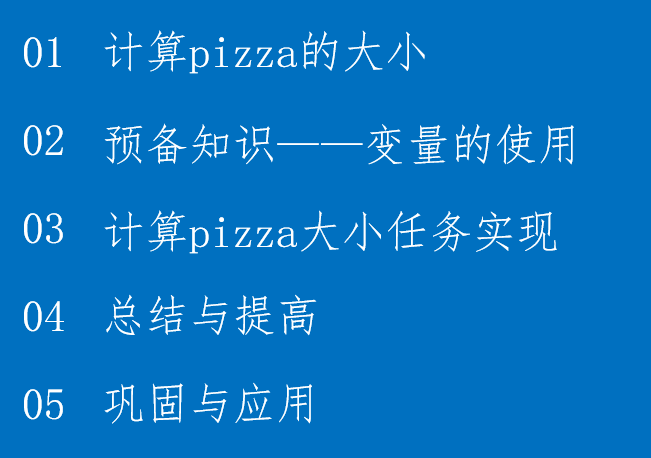 01 计算pizza的大小
02 预备知识——变量的使用
03 计算pizza大小任务实现
04 总结与提高
05 巩固与应用